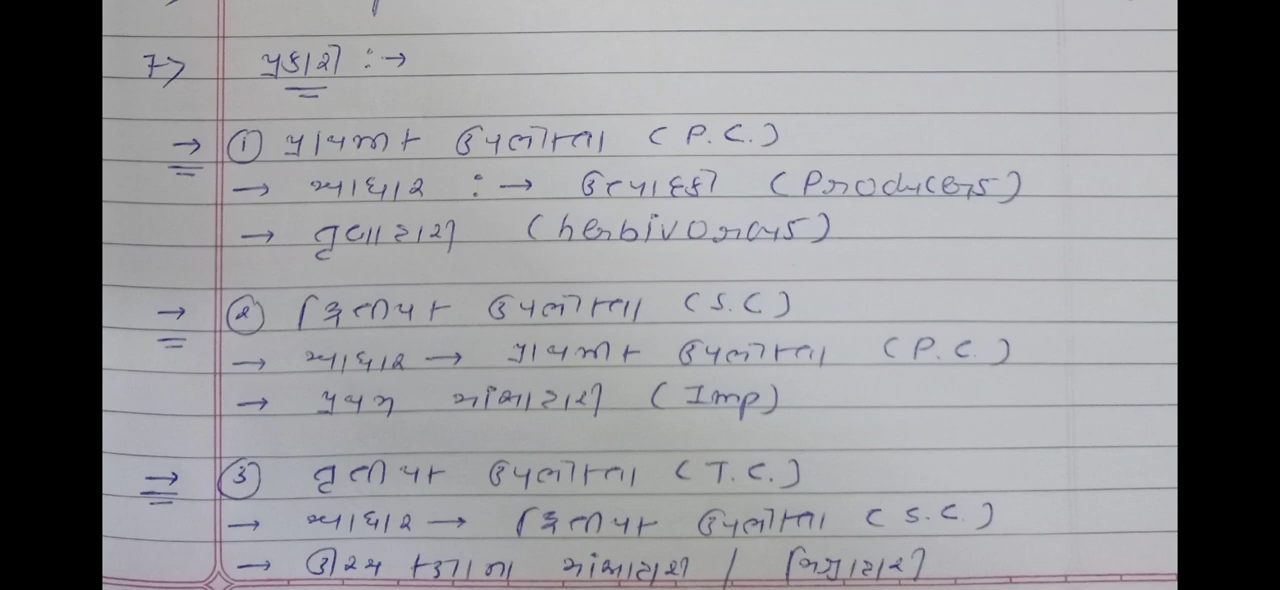 7> પ્રકારો :→
→ ① પ્રાથમિક ઉપભોક્તા (P.C.)
→ આધાર :→ ઉત્પાદકો (Producers)
→ તૃણાહારી (herbivorous)
→ ② દ્વિતીયક ઉપભોક્તા (S.C)
→ આધાર → પ્રાથમિક ઉપભોક્તા (P.C.)
→ પ્રથમ માંસાહારી (Imp)
→ ③ તૃતીયક ઉપભોક્તા (T.C.)
→ આધાર → દ્વિતીયક ઉપભોક્તા (S.C.)
→ ઉચ્ચ કક્ષાના માંસાહારી / મિશ્રાહારી